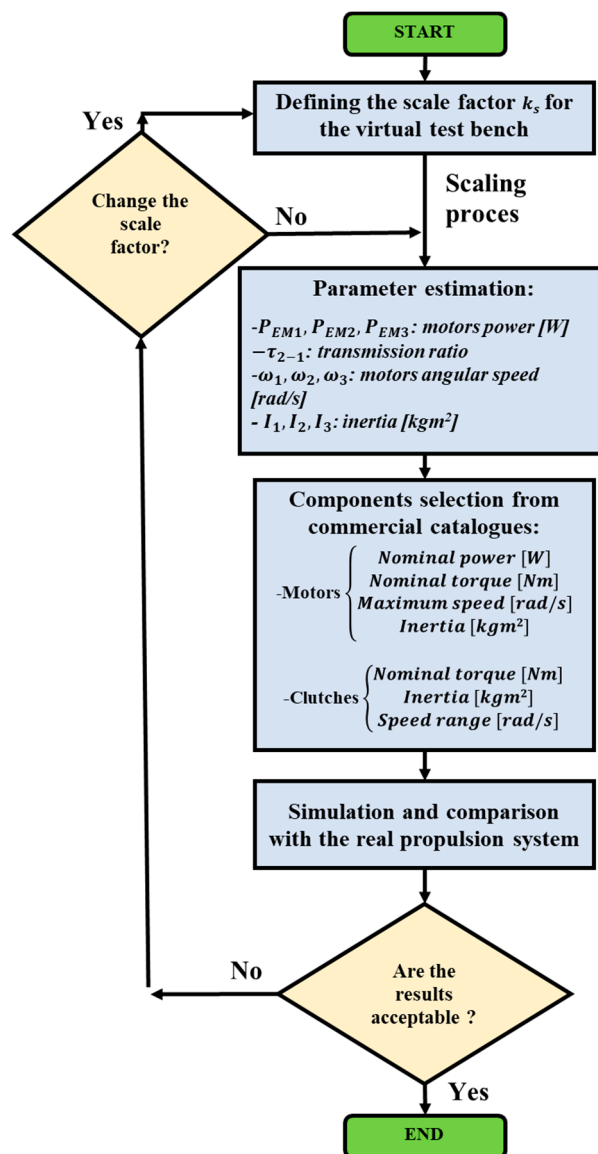 START
Defining the scale factor kₛ for
the virtual test bench
Yes
Change the
scale
factor?
No
Scaling
proces
Parameter estimation:
-P_EM1, P_EM2, P_EM3: motors power [W]
−τ₂₋₁: transmission ratio
-ω₁, ω₂, ω₃: motors angular speed
[rad/s]
- I₁, I₂, I₃: inertia [kgm²]
Components selection from
commercial catalogues:
-Motors
Nominal power [W]
Nominal torque [Nm]
Maximum speed [rad/s]
Inertia [kgm²]
-Clutches
Nominal torque [Nm]
Inertia [kgm²]
Speed range [rad/s]
Simulation and comparison
with the real propulsion system
Are the
results
acceptable ?
No
Yes
END